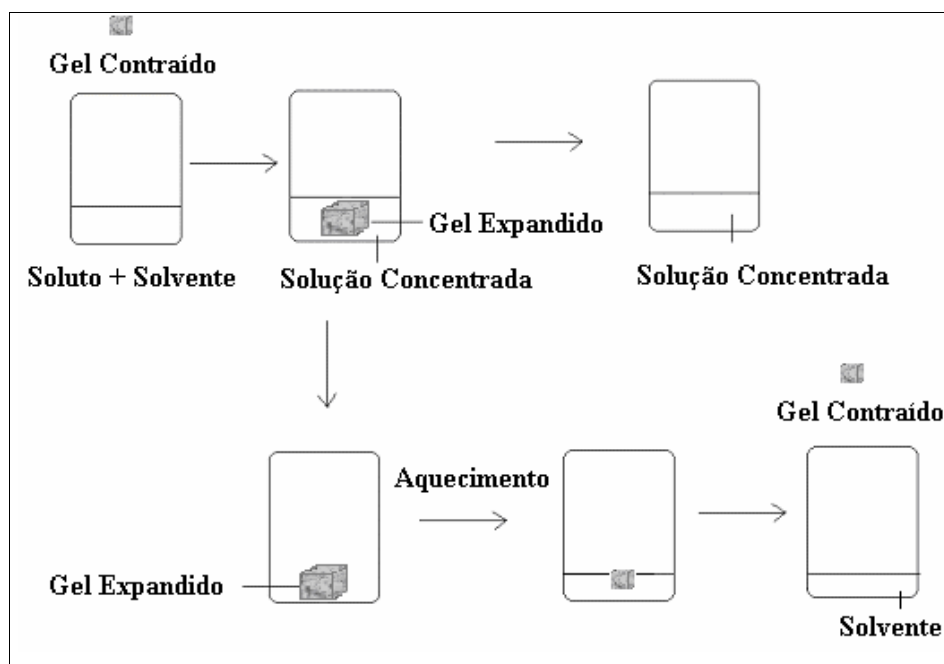 Gel Contraído
Gel Expandido
Soluto + Solvente
Solução Concentrada
Solução Concentrada
Gel Contraído
Aquecimento
Gel Expandido
Solvente